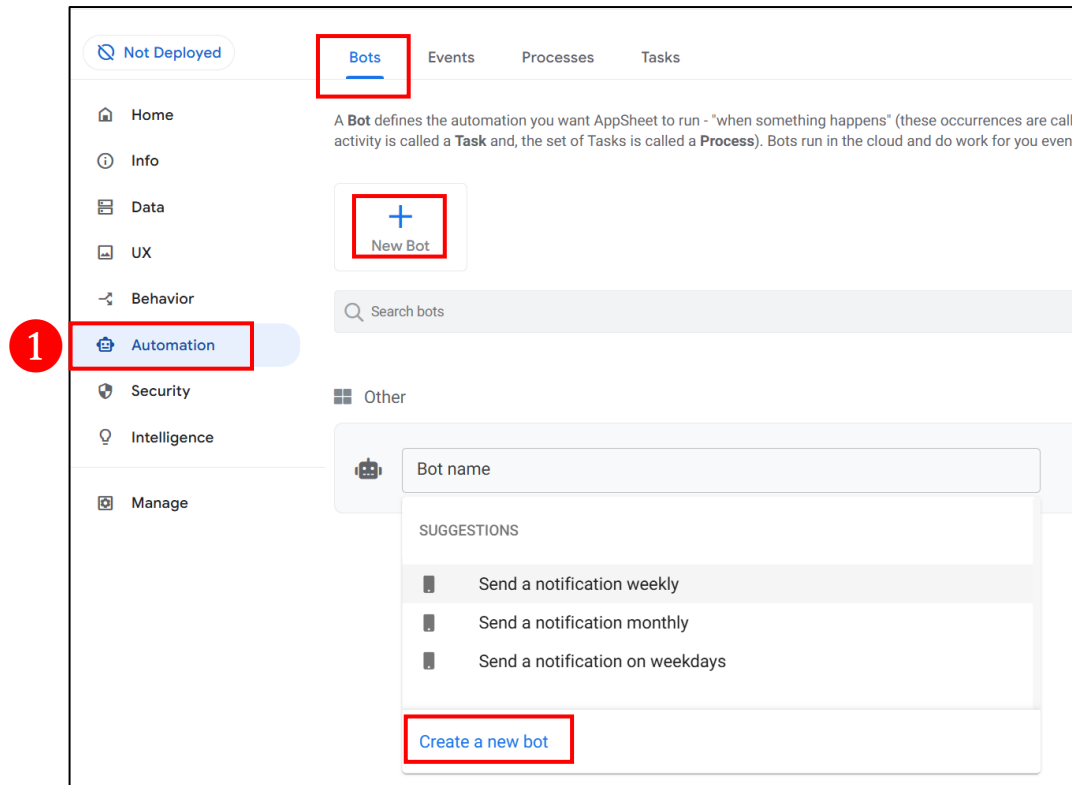 Not Deployed
Bots Events Processes Tasks
Home
A Bot defines the automation you want AppSheet to run - "when something happens" (these occurrences are call
activity is called a Task and, the set of Tasks is called a Process). Bots run in the cloud and do work for you even
Info
Data
New Bot
UX
Behavior
Search bots
1
Automation
Security
Other
Intelligence
Bot name
Manage
SUGGESTIONS
Send a notification weekly
Send a notification monthly
Send a notification on weekdays
Create a new bot